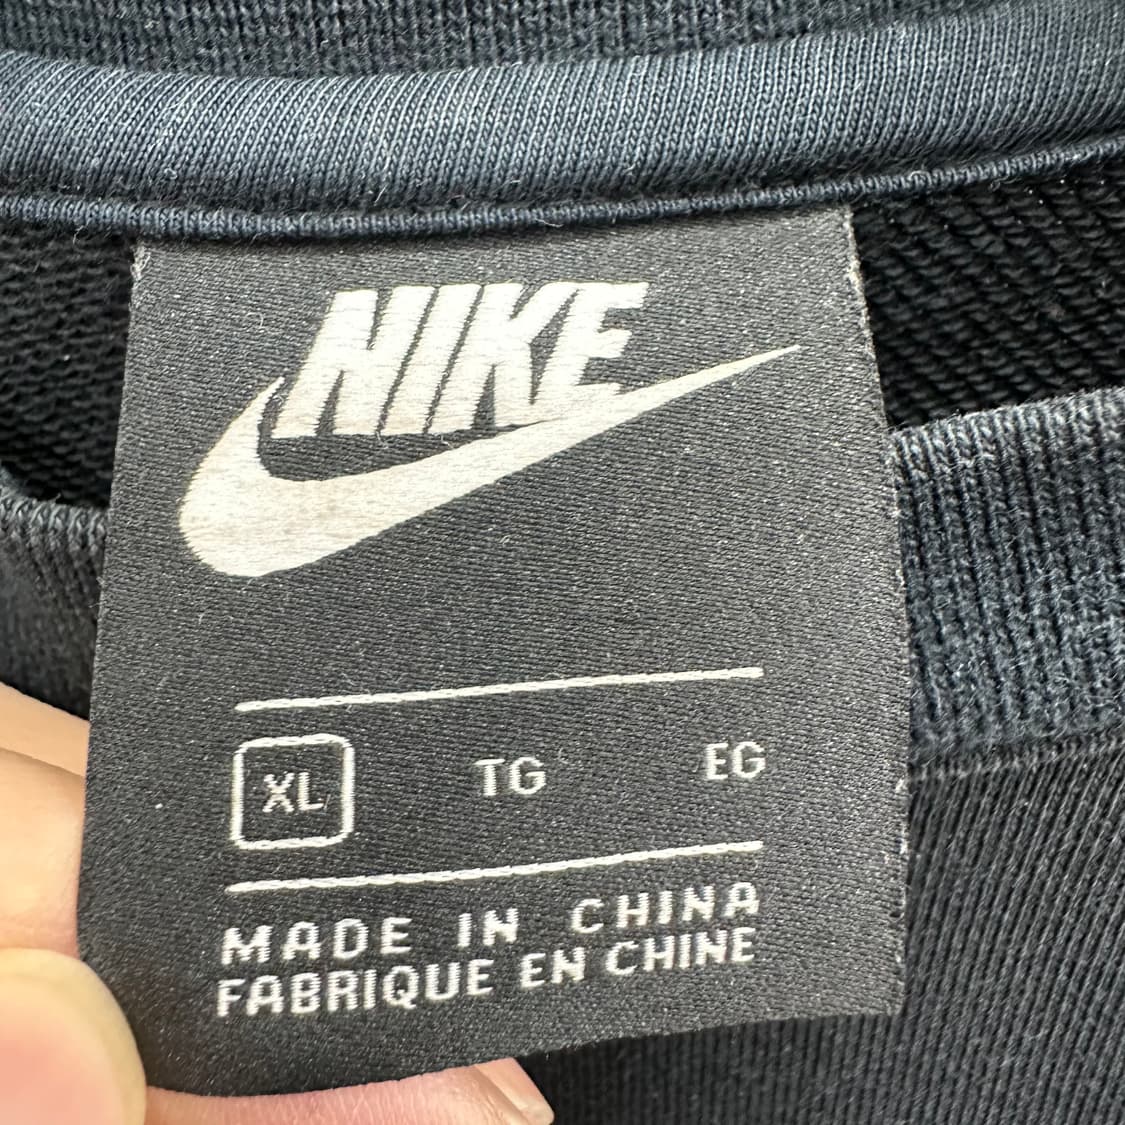 NIKE
XL TG EG
MADE IN CHINA
FABRIQUE EN CHINE